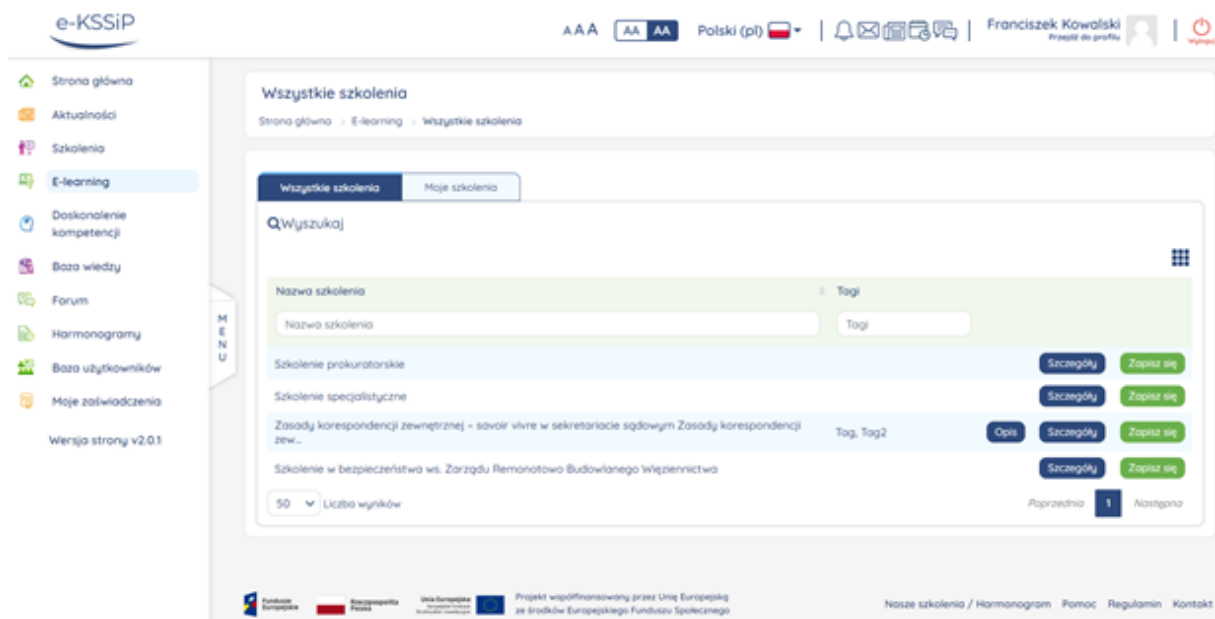 e-KSSiP
A A A AA AA Polski (pl) Franciszek Kowalski
Przejdź do profilu
Strona główna
Aktualności
Szkolenia
E-learning
Doskonalenie
kompetencji
Baza wiedzy
Forum
Harmonogramy
Baza użytkowników
Moje zaświadczenia
Wersja strony v2.0.1
MENU
Wszystkie szkolenia
Strona główna > E-learning > Wszystkie szkolenia
Wszystkie szkolenia Moje szkolenia
Wyszukaj
Nazwa szkolenia Tagi
Nazwa szkolenia Tagi
Szkolenie prokuratorskie Szczegóły Zapisz się
Szkolenie specjalistyczne Szczegóły Zapisz się
Zasady korespondencji zewnętrznej – savoir vivre w sekretariacie sądowym Zasady korespondencji
zew... Tag, Tag2 Opis Szczegóły Zapisz się
Szkolenie w bezpieczeństwa ws. Zarządu Remonotowo Budowlanego Więziennictwa Szczegóły Zapisz się
50 Liczba wyników Poprzednia 1 Następna
Fundusze
Europejskie
Rzeczpospolita
Polska
Unia Europejska
Projekt współfinansowany przez Unię Europejską
ze środków Europejskiego Funduszu Społecznego
Nasze szkolenia / Harmonogram Pomoc Regulamin Kontakt